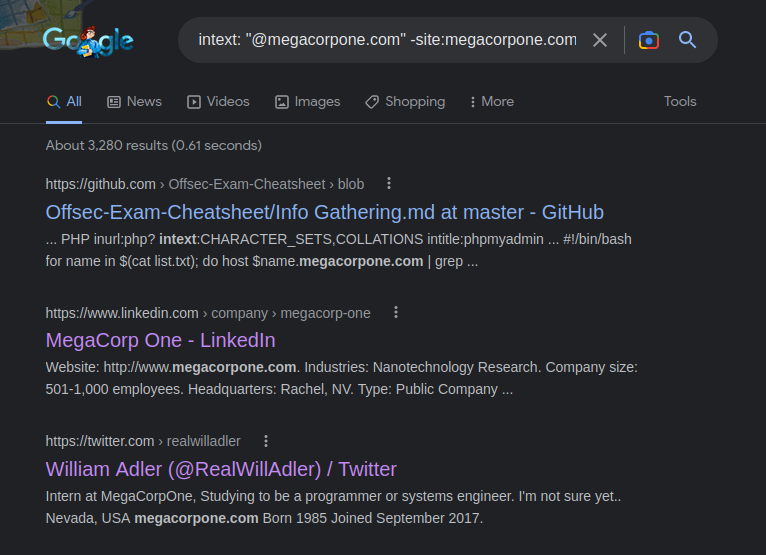 Google
intext: "@megacorpone.com" -site:megacorpone.com
All News Videos Images Shopping More Tools
About 3,280 results (0.61 seconds)
https://github.com › Offsec-Exam-Cheatsheet › blob
Offsec-Exam-Cheatsheet/Info Gathering.md at master - GitHub
... PHP inurl:php? intext:CHARACTER_SETS,COLLATIONS intitle:phpmyadmin ... #!/bin/bash
for name in $(cat list.txt); do host $name.megacorpone.com | grep ...
https://www.linkedin.com › company › megacorp-one
MegaCorp One - LinkedIn
Website: http://www.megacorpone.com. Industries: Nanotechnology Research. Company size:
501-1,000 employees. Headquarters: Rachel, NV. Type: Public Company ...
https://twitter.com › realwilladler
William Adler (@RealWillAdler) / Twitter
Intern at MegaCorpOne, Studying to be a programmer or systems engineer. I'm not sure yet..
Nevada, USA megacorpone.com Born 1985 Joined September 2017.